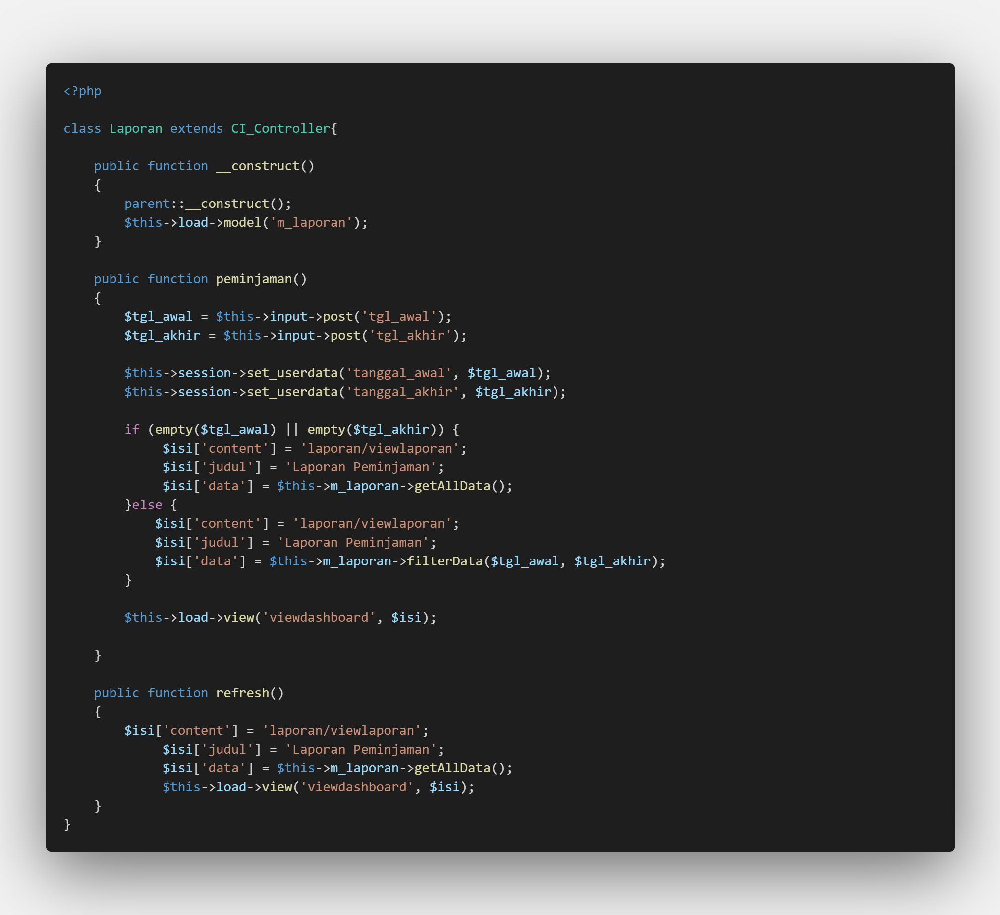 <?php

class Laporan extends CI_Controller{

    public function __construct()
    {
        parent::__construct();
        $this->load->model('m_laporan');
    }

    public function peminjaman()
    {
        $tgl_awal = $this->input->post('tgl_awal');
        $tgl_akhir = $this->input->post('tgl_akhir');

        $this->session->set_userdata('tanggal_awal', $tgl_awal);
        $this->session->set_userdata('tanggal_akhir', $tgl_akhir);

        if (empty($tgl_awal) || empty($tgl_akhir)) {
             $isi['content'] = 'laporan/viewlaporan';
             $isi['judul'] = 'Laporan Peminjaman';
             $isi['data'] = $this->m_laporan->getAllData();
        }else {
            $isi['content'] = 'laporan/viewlaporan';
            $isi['judul'] = 'Laporan Peminjaman';
            $isi['data'] = $this->m_laporan->filterData($tgl_awal, $tgl_akhir);
        }

        $this->load->view('viewdashboard', $isi);

    }

    public function refresh()
    {
        $isi['content'] = 'laporan/viewlaporan';
             $isi['judul'] = 'Laporan Peminjaman';
             $isi['data'] = $this->m_laporan->getAllData();
             $this->load->view('viewdashboard', $isi);
    }
}